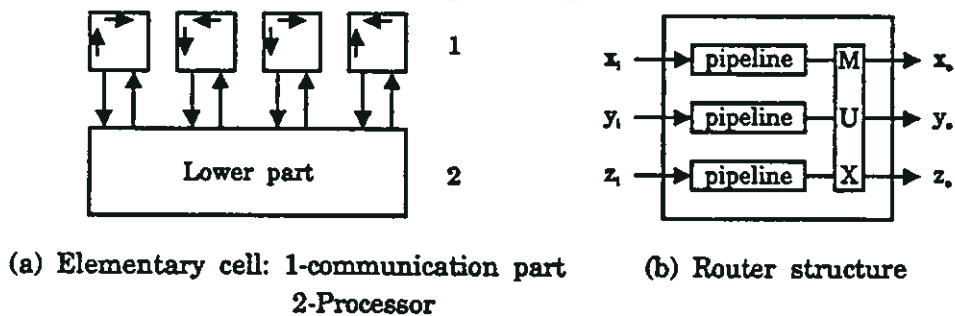 1
Lower part
2
(a) Elementary cell: 1-communication part
2-Processor
xᵢ pipeline M xₒ
yᵢ pipeline U yₒ
zᵢ pipeline X zₒ
(b) Router structure